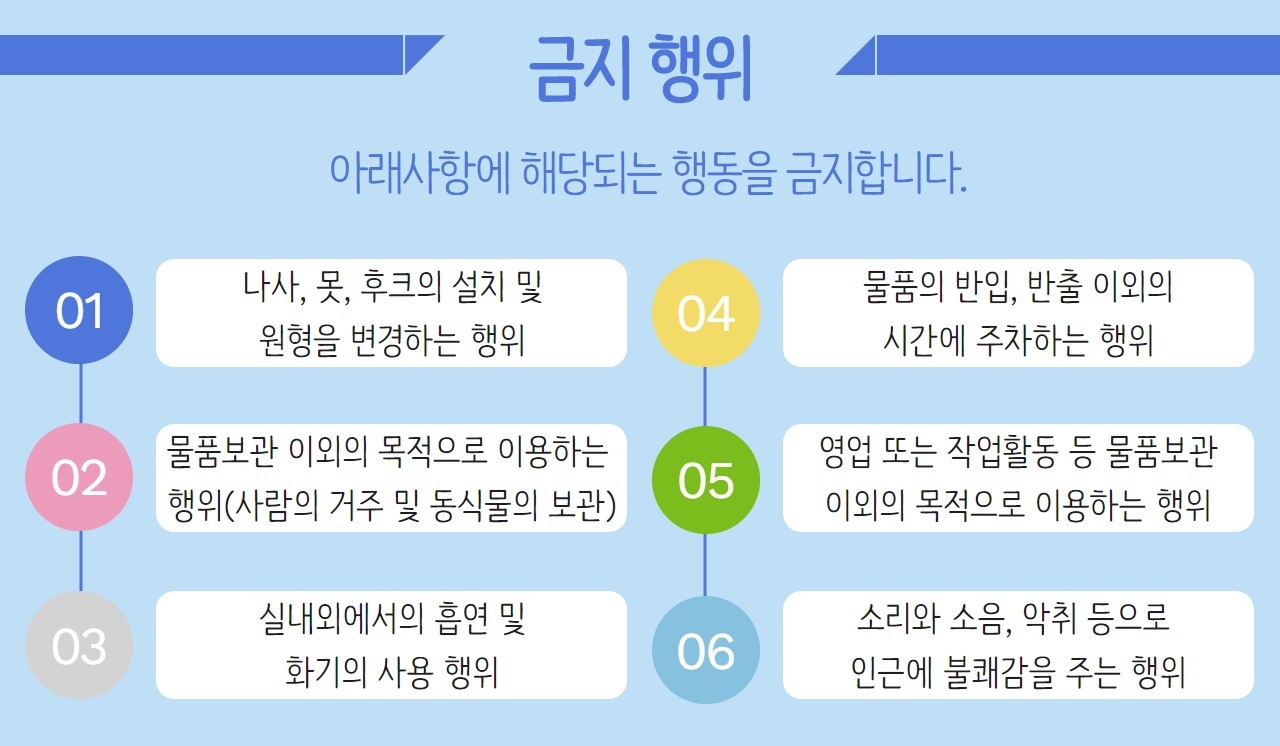 금지 행위
아래사항에 해당되는 행동을 금지합니다.
01
나사, 못, 후크의 설치 및
원형을 변경하는 행위
02
물품보관 이외의 목적으로 이용하는
행위(사람의 거주 및 동식물의 보관)
03
실내외에서의 흡연 및
화기의 사용 행위
04
물품의 반입, 반출 이외의
시간에 주차하는 행위
05
영업 또는 작업활동 등 물품보관
이외의 목적으로 이용하는 행위
06
소리와 소음, 악취 등으로
인근에 불쾌감을 주는 행위